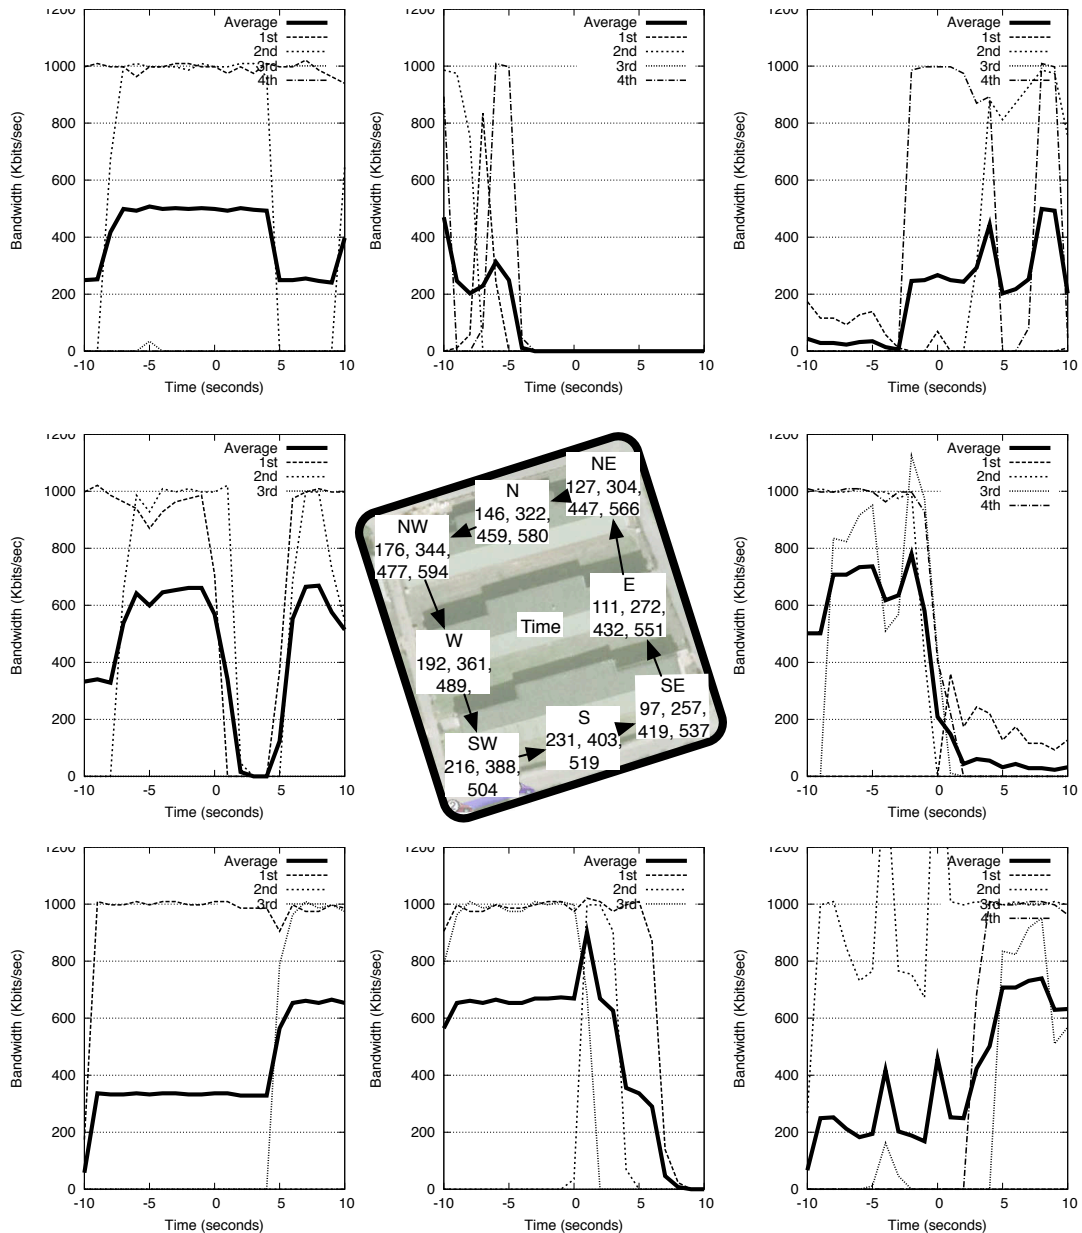 1200
1000
800
600
400
200
0
-10 -5 0 5 10
Bandwidth (Kbits/sec)
Time (seconds)
Average
1st
2nd
3rd
4th
1200
1000
800
600
400
200
0
-10 -5 0 5 10
Bandwidth (Kbits/sec)
Time (seconds)
Average
1st
2nd
3rd
4th
1200
1000
800
600
400
200
0
-10 -5 0 5 10
Bandwidth (Kbits/sec)
Time (seconds)
Average
1st
2nd
3rd
4th
1200
1000
800
600
400
200
0
-10 -5 0 5 10
Bandwidth (Kbits/sec)
Time (seconds)
Average
1st
2nd
3rd
NE
127, 304,
447, 566
N
146, 322,
459, 580
NW
176, 344,
477, 594
E
111, 272,
432, 551
Time
W
192, 361,
489,
SE
97, 257,
419, 537
S
231, 403,
519
SW
216, 388,
504
1200
1000
800
600
400
200
0
-10 -5 0 5 10
Bandwidth (Kbits/sec)
Time (seconds)
Average
1st
2nd
3rd
4th
1200
1000
800
600
400
200
0
-10 -5 0 5 10
Bandwidth (Kbits/sec)
Time (seconds)
Average
1st
2nd
3rd
1200
1000
800
600
400
200
0
-10 -5 0 5 10
Bandwidth (Kbits/sec)
Time (seconds)
Average
1st
2nd
3rd
1200
1000
800
600
400
200
0
-10 -5 0 5 10
Bandwidth (Kbits/sec)
Time (seconds)
Average
1st
2nd
3rd
4th